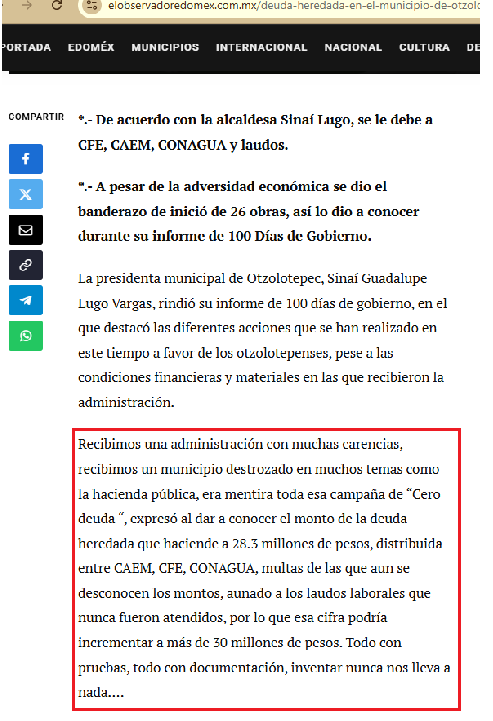 elobservadoredomex.com.mx/deuda-heredada-en-el-municipio-de-otzolo
PORTADA EDOMÉX MUNICIPIOS INTERNACIONAL NACIONAL CULTURA DE
COMPARTIR
*.- De acuerdo con la alcaldesa Sinaí Lugo, se le debe a
CFE, CAEM, CONAGUA y laudos.
*.- A pesar de la adversidad económica se dio el
banderazo de inició de 26 obras, así lo dio a conocer
durante su informe de 100 Días de Gobierno.
La presidenta municipal de Otzolotepec, Sinaí Guadalupe
Lugo Vargas, rindió su informe de 100 días de gobierno, en el
que destacó las diferentes acciones que se han realizado en
este tiempo a favor de los otzolotepenses, pese a las
condiciones financieras y materiales en las que recibieron la
administración.
Recibimos una administración con muchas carencias,
recibimos un municipio destrozado en muchos temas como
la hacienda pública, era mentira toda esa campaña de “Cero
deuda “, expresó al dar a conocer el monto de la deuda
heredada que haciende a 28.3 millones de pesos, distribuida
entre CAEM, CFE, CONAGUA, multas de las que aun se
desconocen los montos, aunado a los laudos laborales que
nunca fueron atendidos, por lo que esa cifra podría
incrementar a más de 30 millones de pesos. Todo con
pruebas, todo con documentación, inventar nunca nos lleva a
nada….